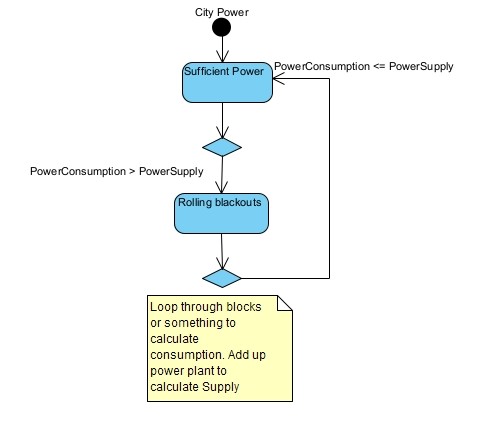 City Power
Sufficient Power
PowerConsumption <= PowerSupply
PowerConsumption > PowerSupply
Rolling blackouts
Loop through blocks
or something to
calculate
consumption. Add up
power plant to
calculate Supply